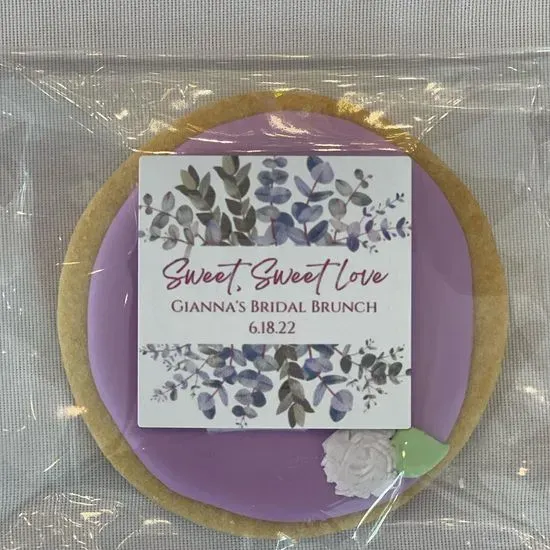 Sweet, Sweet Love
Gianna's Bridal Brunch
6.18.22